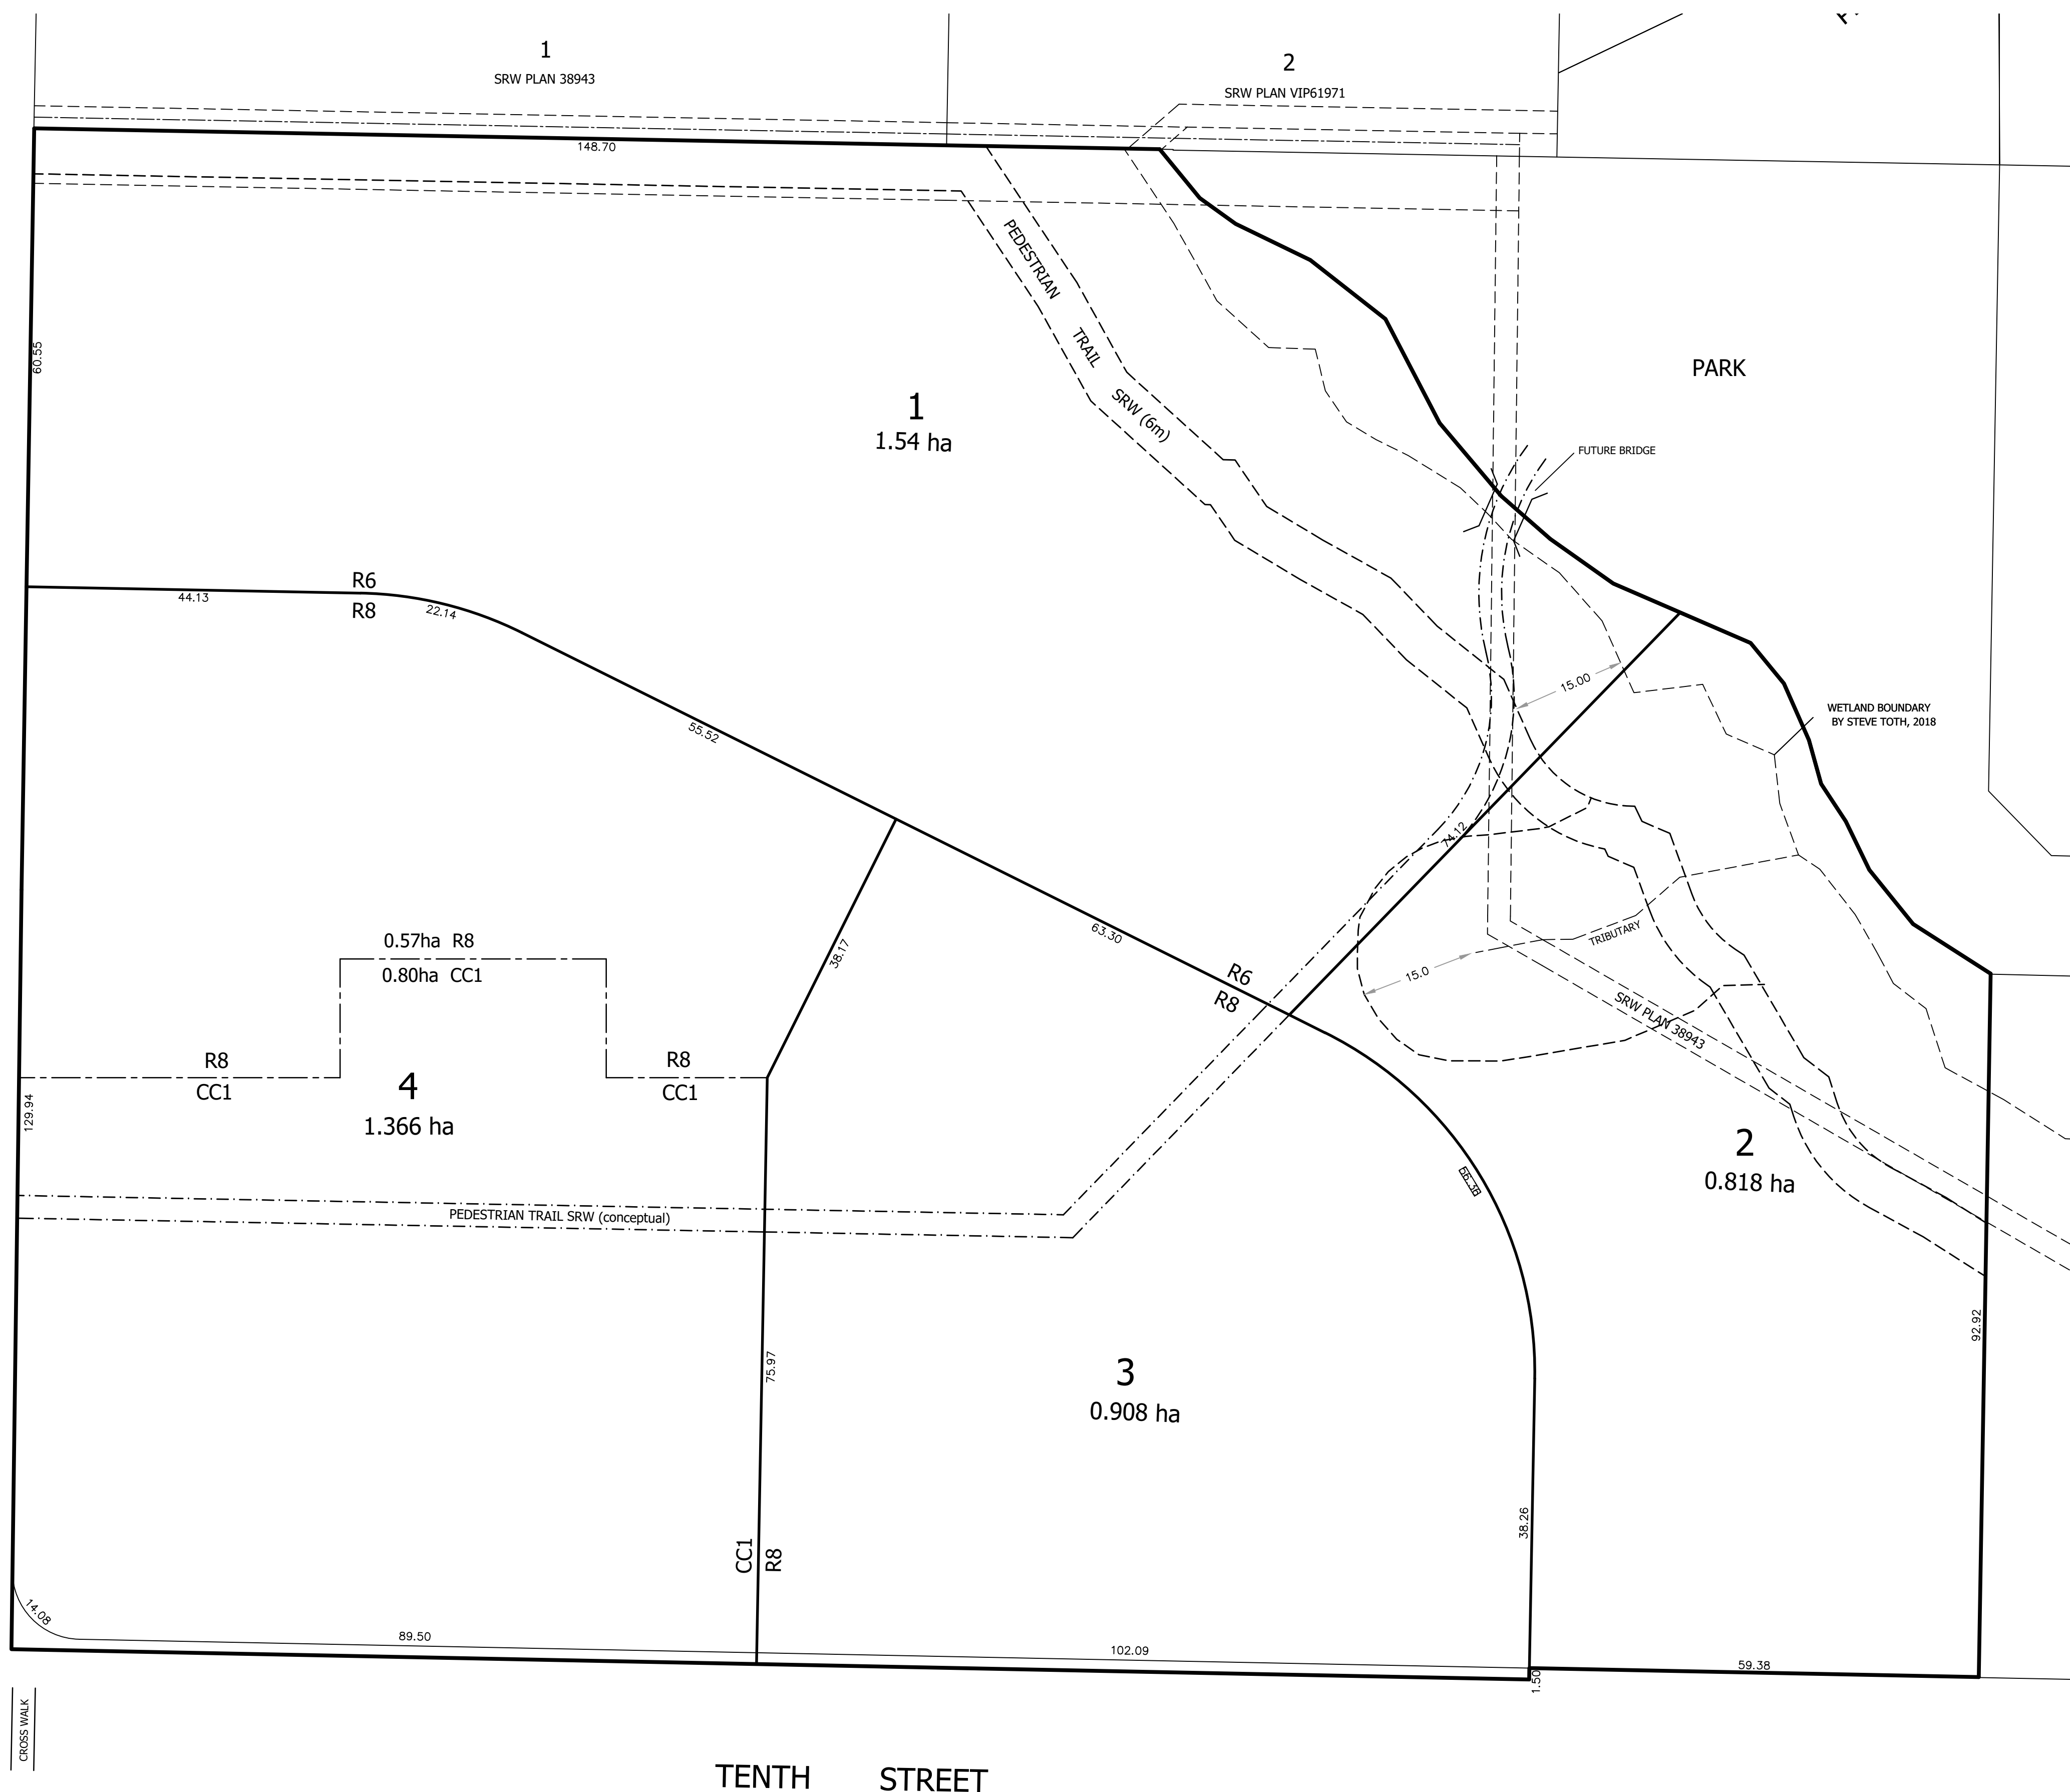 1
SRW PLAN 38943
2
SRW PLAN VIP61971
148.70
PEDESTRIAN
TRAIL
SRW (6m)
60.55
PARK
1
1.54 ha
FUTURE BRIDGE
R6
44.13
R8
22.14
15.00
WETLAND BOUNDARY
BY STEVE TOTH, 2018
55.52
74.12
63.30
38.17
0.57ha R8
0.80ha CC1
TRIBUTARY
15.0
R6
R8
SRW PLAN 38943
R8
CC1
R8
CC1
4
1.366 ha
129.94
2
0.818 ha
66.36
PEDESTRIAN TRAIL SRW (conceptual)
92.92
75.97
3
0.908 ha
38.26
CC1
R8
14.08
89.50
102.09
59.38
1.50
CROSS WALK
TENTH STREET